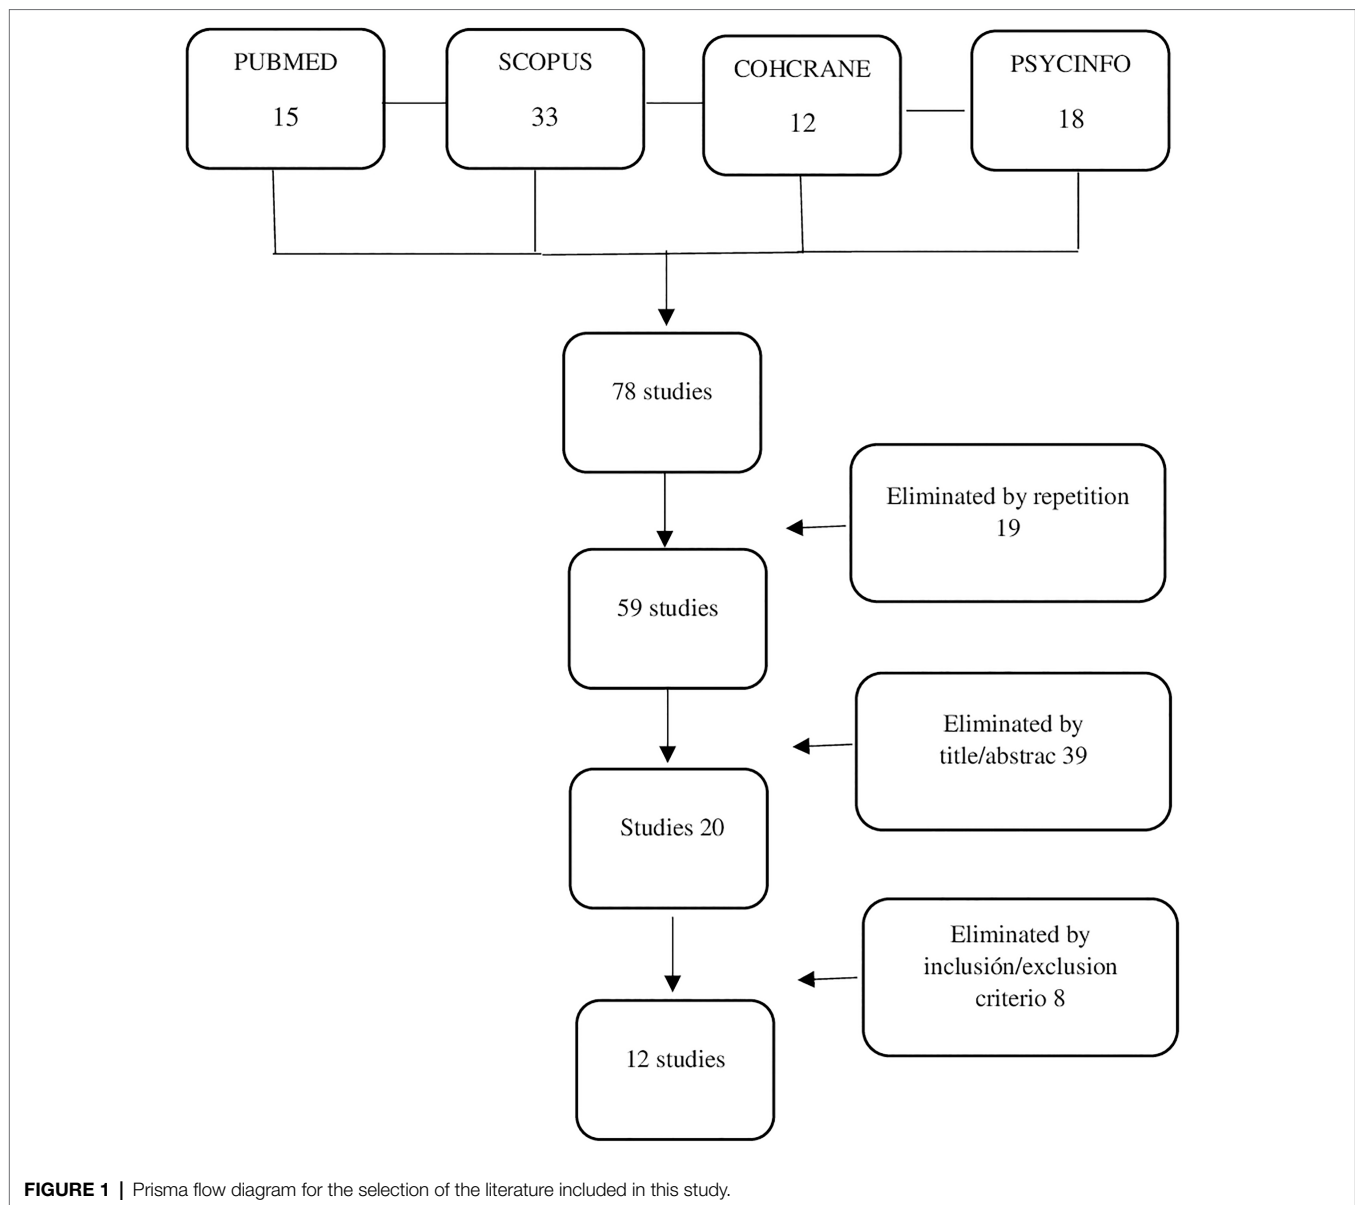 PUBMED
15
SCOPUS
33
COHCRANE
12
PSYCINFO
18
78 studies
Eliminated by repetition
19
59 studies
Eliminated by
title/abstrac 39
Studies 20
Eliminated by
inclusión/exclusion
criterio 8
12 studies
FIGURE 1 | Prisma flow diagram for the selection of the literature included in this study.